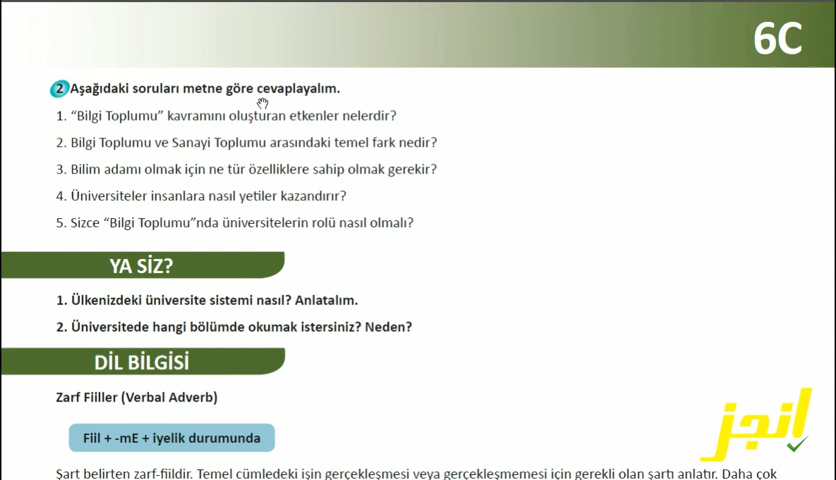 6C
2 Aşağıdaki soruları metne göre cevaplayalım.
1. “Bilgi Toplumu” kavramını oluşturan etkenler nelerdir?
2. Bilgi Toplumu ve Sanayi Toplumu arasındaki temel fark nedir?
3. Bilim adamı olmak için ne tür özelliklere sahip olmak gerekir?
4. Üniversiteler insanlara nasıl yetiler kazandırır?
5. Sizce “Bilgi Toplumu”nda üniversitelerin rolü nasıl olmalı?
YA SİZ?
1. Ülkenizdeki üniversite sistemi nasıl? Anlatalım.
2. Üniversitede hangi bölümde okumak istersiniz? Neden?
DİL BİLGİSİ
Zarf Fiiller (Verbal Adverb)
Fiil + -mE + iyelik durumunda
انجز
Şart belirten zarf-fiildir. Temel cümledeki işin gerçekleşmesi veya gerçekleşmemesi için gerekli olan şartı anlatır. Daha çok